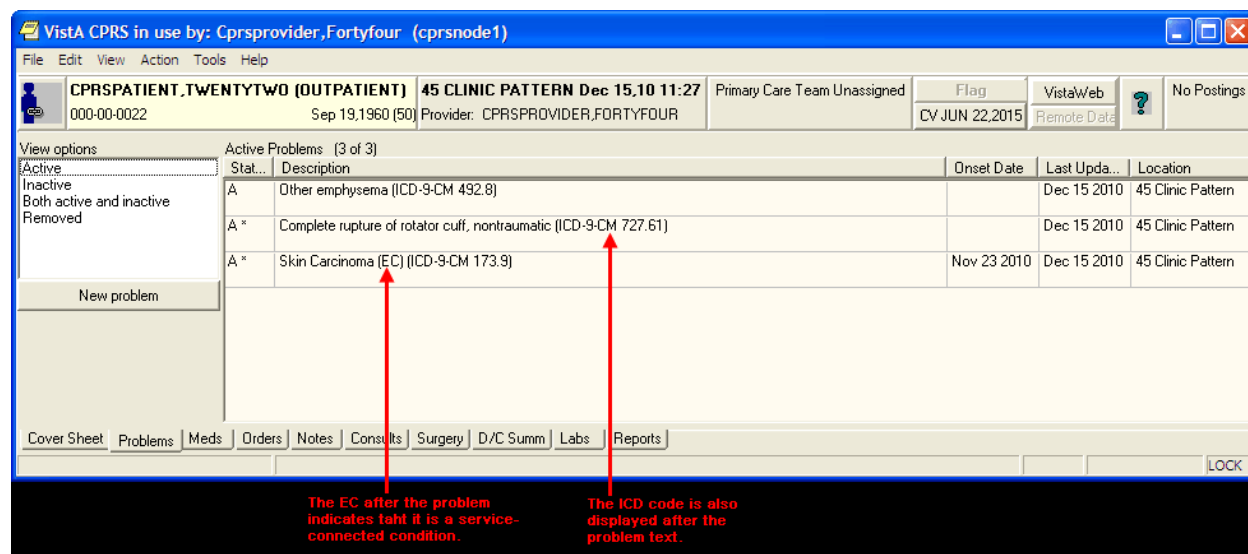 VistA CPRS in use by: Cprsprovider,Fortyfour (cprsnode1)
File Edit View Action Tools Help
CPRSPATIENT,TWENTYTWO (OUTPATIENT) 45 CLINIC PATTERN Dec 15,10 11:27 Primary Care Team Unassigned Flag VistaWeb ? No Postings
000-00-0022 Sep 19,1960 (50) Provider: CPRSPROVIDER,FORTYFOUR CV JUN 22,2015 Remote Data
View options Active Problems (3 of 3)
Active Stat... Description Onset Date Last Upda... Location
Inactive A Other emphysema (ICD-9-CM 492.8) Dec 15 2010 45 Clinic Pattern
Both active and inactive
Removed A * Complete rupture of rotator cuff, nontraumatic (ICD-9-CM 727.61) Dec 15 2010 45 Clinic Pattern
A * Skin Carcinoma (EC) (ICD-9-CM 173.9) Nov 23 2010 Dec 15 2010 45 Clinic Pattern
New problem
Cover Sheet Problems Meds Orders Notes Consults Surgery D/C Summ Labs Reports
LOCK
The EC after the problem
indicates taht it is a service-
connected condition.
The ICD code is also
displayed after the
problem text.